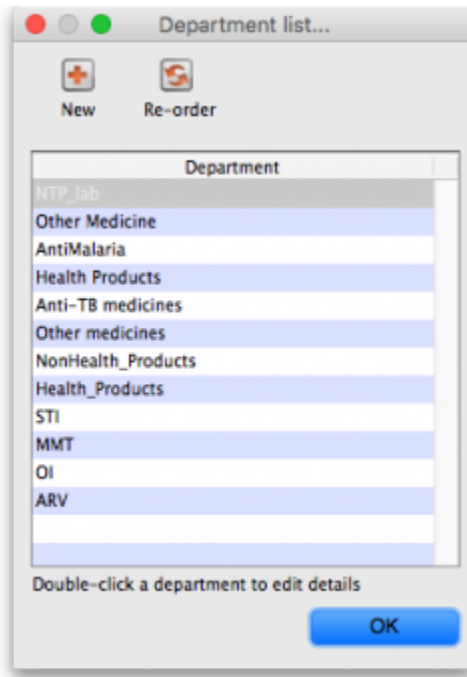 Department list...
New Re-order
Department
NTP_lab
Other Medicine
AntiMalaria
Health Products
Anti-TB medicines
Other medicines
NonHealth_Products
Health_Products
STI
MMT
OI
ARV
Double-click a department to edit details
OK